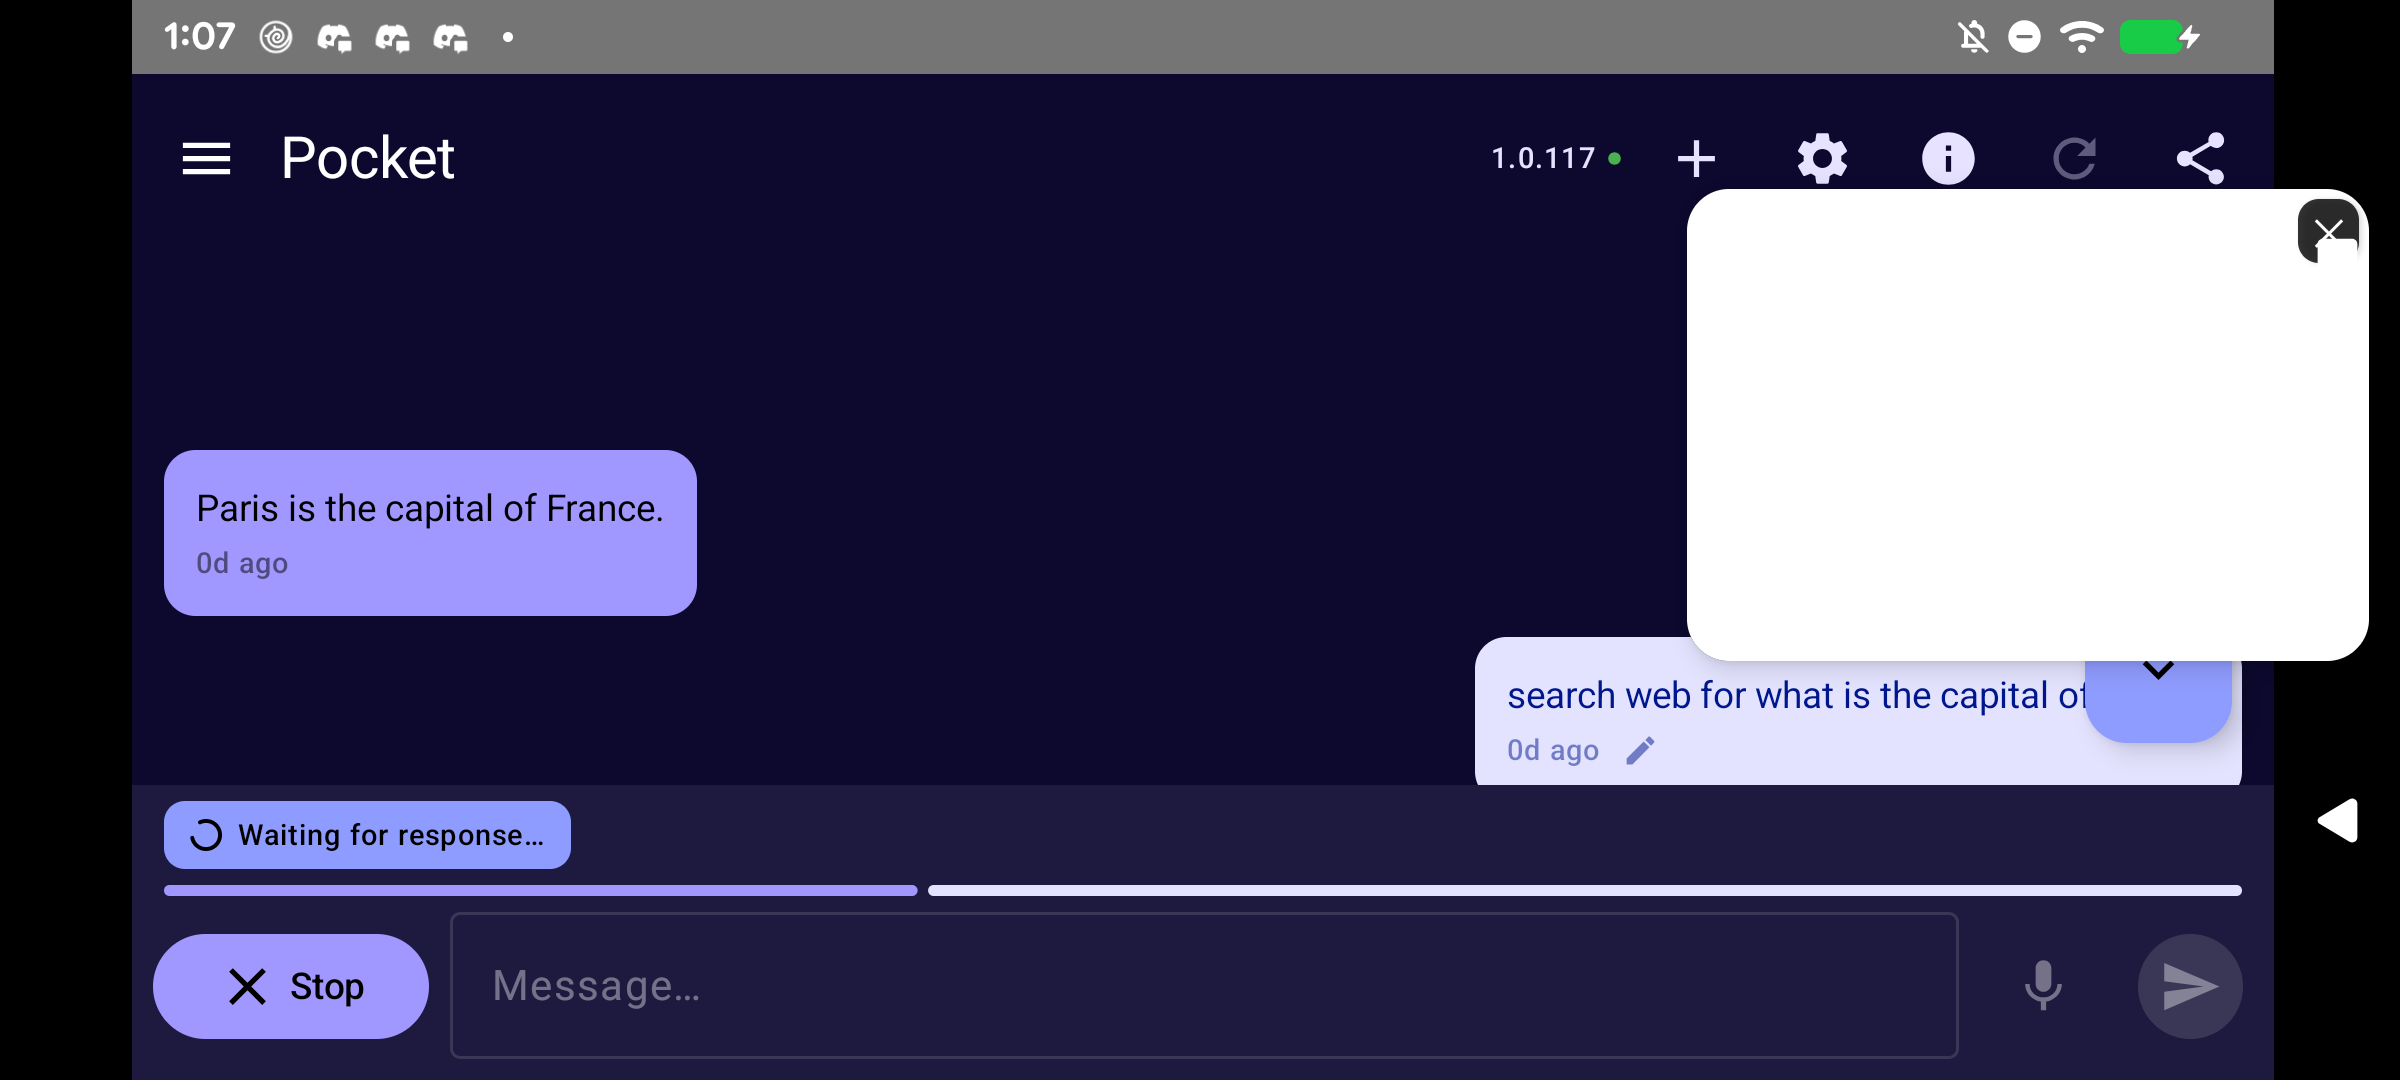 1:07
Pocket
1.0.117
Paris is the capital of France.
0d ago
search web for what is the capital of
0d ago
Waiting for response…
Stop
Message…